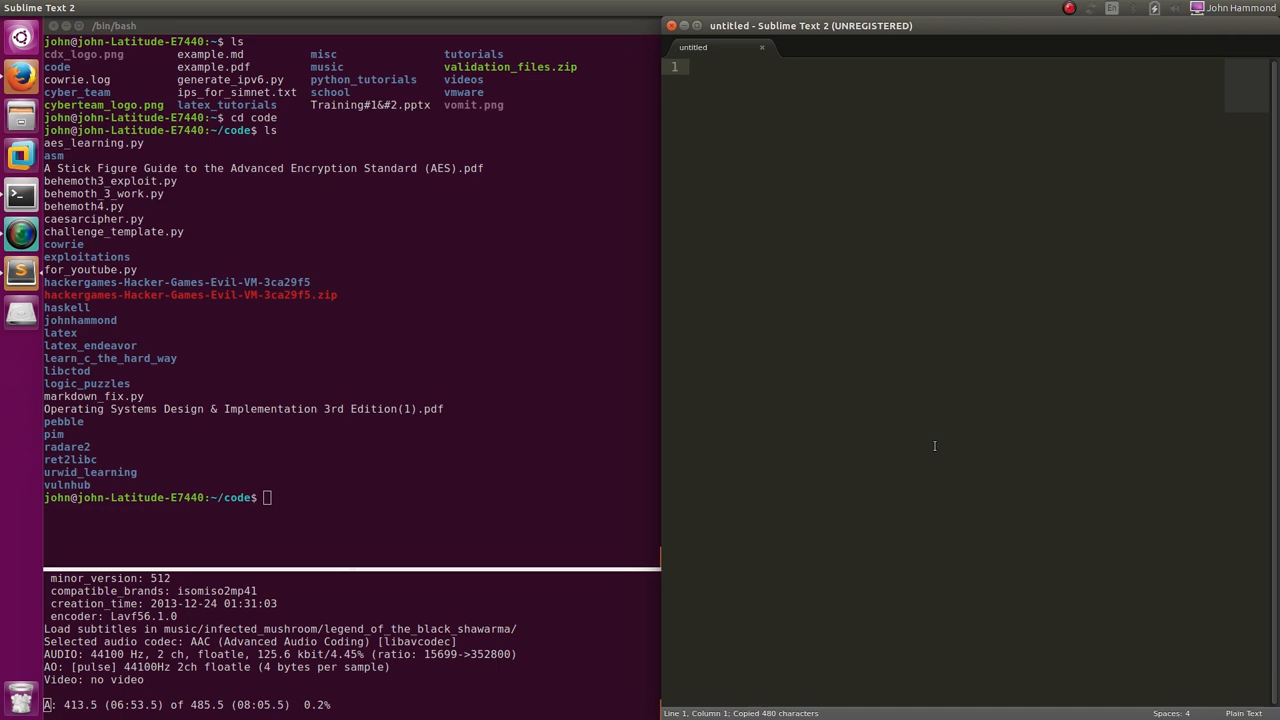 Sublime Text 2
En
John Hammond
/bin/bash
john@john-Latitude-E7440:~$ ls
cdx_logo.png example.md misc tutorials
code example.pdf music validation_files.zip
cowrie.log generate_ipv6.py python_tutorials videos
cyber_team ips_for_simnet.txt school vmware
cyberteam_logo.png latex_tutorials Training#1&#2.pptx vomit.png
john@john-Latitude-E7440:~$ cd code
john@john-Latitude-E7440:~/code$ ls
aes_learning.py
asm
A Stick Figure Guide to the Advanced Encryption Standard (AES).pdf
behemoth3_exploit.py
behemoth_3_work.py
behemoth4.py
caesarcipher.py
challenge_template.py
cowrie
exploitations
for_youtube.py
hackergames-Hacker-Games-Evil-VM-3ca29f5
hackergames-Hacker-Games-Evil-VM-3ca29f5.zip
haskell
johnhammond
latex
latex_endeavor
learn_c_the_hard_way
libctod
logic_puzzles
markdown_fix.py
Operating Systems Design & Implementation 3rd Edition(1).pdf
pebble
pim
radare2
ret2libc
urwid_learning
vulnhub
john@john-Latitude-E7440:~/code$
minor_version: 512
compatible_brands: isomiso2mp41
creation_time: 2013-12-24 01:31:03
encoder: Lavf56.1.0
Load subtitles in music/infected_mushroom/legend_of_the_black_shawarma/
Selected audio codec: AAC (Advanced Audio Coding) [libavcodec]
AUDIO: 44100 Hz, 2 ch, floatle, 125.6 kbit/4.45% (ratio: 15699->352800)
AO: [pulse] 44100Hz 2ch floatle (4 bytes per sample)
Video: no video
A: 413.5 (06:53.5) of 485.5 (08:05.5) 0.2%
untitled - Sublime Text 2 (UNREGISTERED)
untitled
1
Line 1, Column 1; Copied 480 characters
Spaces: 4
Plain Text